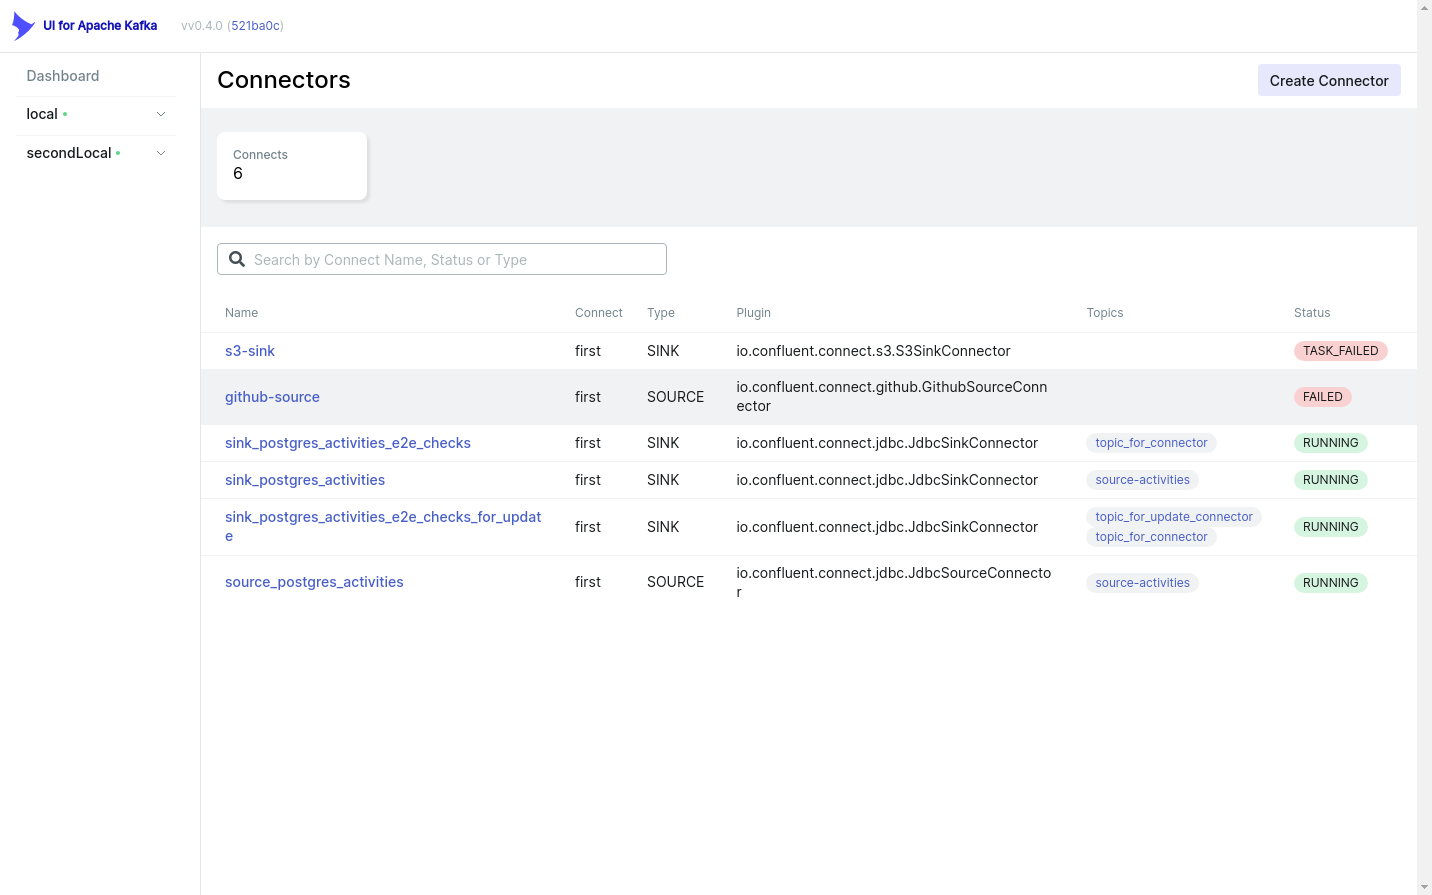 UI for Apache Kafka vv0.4.0 (521ba0c)
Dashboard
local
secondLocal
Connectors
Create Connector
Connects
6
Search by Connect Name, Status or Type
Name Connect Type Plugin Topics Status
s3-sink first SINK io.confluent.connect.s3.S3SinkConnector TASK_FAILED
github-source first SOURCE io.confluent.connect.github.GithubSourceConn
ector
FAILED
sink_postgres_activities_e2e_checks first SINK io.confluent.connect.jdbc.JdbcSinkConnector topic_for_connector RUNNING
sink_postgres_activities first SINK io.confluent.connect.jdbc.JdbcSinkConnector source-activities RUNNING
sink_postgres_activities_e2e_checks_for_updat
e
first SINK io.confluent.connect.jdbc.JdbcSinkConnector
topic_for_update_connector
topic_for_connector
RUNNING
source_postgres_activities first SOURCE io.confluent.connect.jdbc.JdbcSourceConnecto
r
source-activities RUNNING